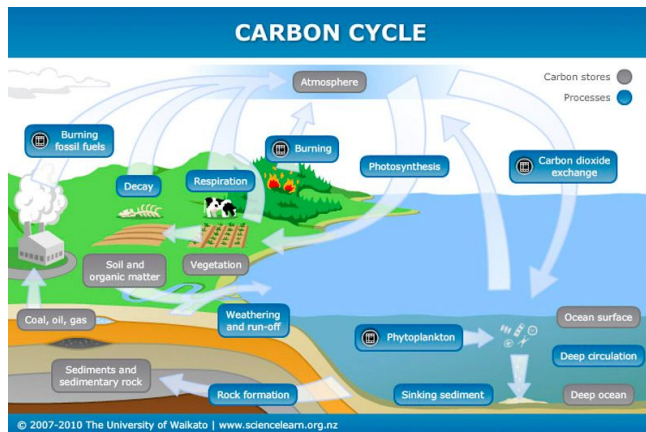 CARBON CYCLE
Atmosphere
Carbon stores
Processes
Burning
fossil fuels
Burning
Photosynthesis
Carbon dioxide
exchange
Decay
Respiration
Soil and
organic matter
Vegetation
Coal, oil, gas
Weathering
and run-off
Ocean surface
Phytoplankton
Deep circulation
Sediments and
sedimentary rock
Rock formation
Sinking sediment
Deep ocean
© 2007-2010 The University of Waikato | www.sciencelearn.org.nz